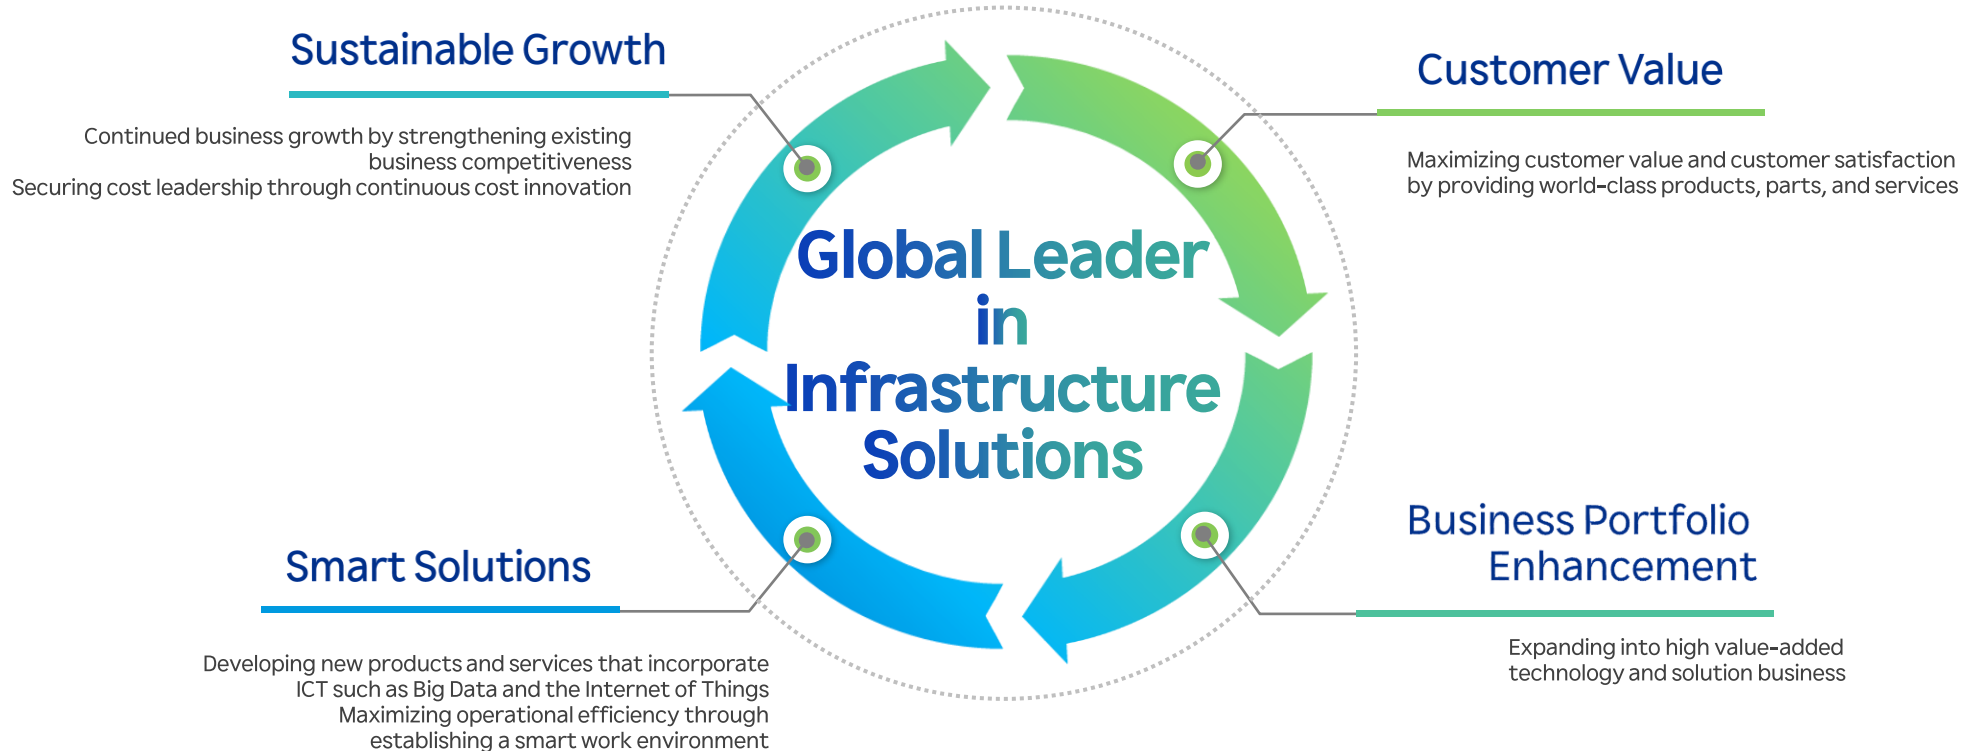 Sustainable Growth
Continued business growth by strengthening existing
business competitiveness
Securing cost leadership through continuous cost innovation
Customer Value
Maximizing customer value and customer satisfaction
by providing world-class products, parts, and services
Global Leader
in
Infrastructure
Solutions
Smart Solutions
Developing new products and services that incorporate
ICT such as Big Data and the Internet of Things
Maximizing operational efficiency through
establishing a smart work environment
Business Portfolio
Enhancement
Expanding into high value-added
technology and solution business